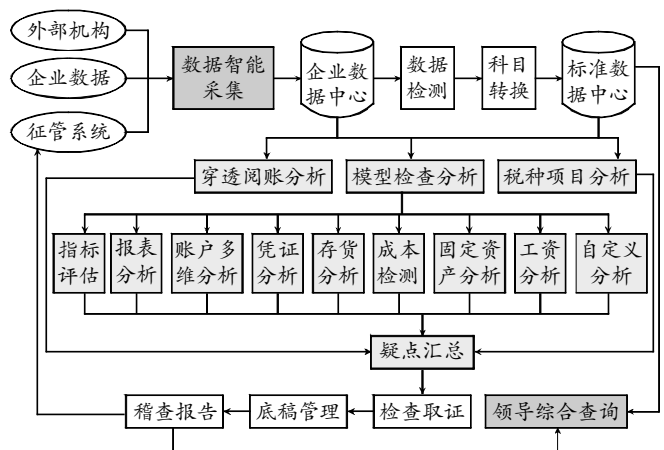 外部机构
企业数据
征管系统
数据智能
采集
企业数
据中心
数据
检测
科目
转换
标准数
据中心
穿透阅账分析
模型检查分析
税种项目分析
指标
评估
报表
分析
账户多
维分析
凭证
分析
存货
分析
成本
检测
固定资
产分析
工资
分析
自定义
分析
疑点汇总
稽查报告
底稿管理
检查取证
领导综合查询